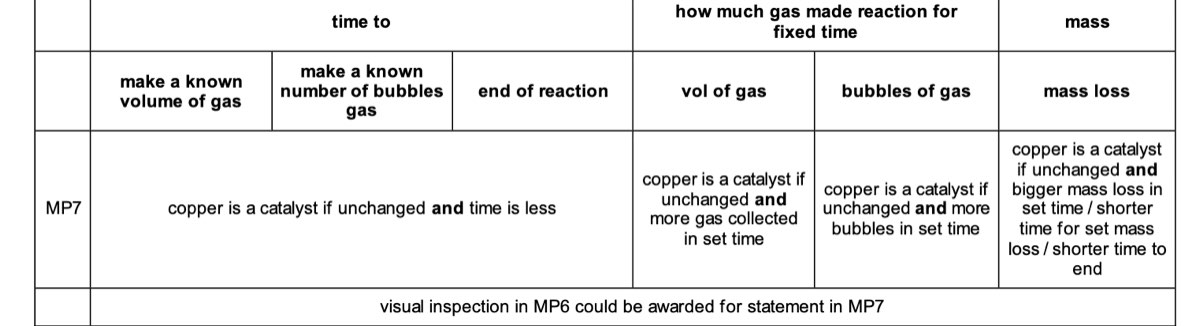 time to
how much gas made reaction for
fixed time
mass
make a known
volume of gas
make a known
number of bubbles
gas
end of reaction
vol of gas
bubbles of gas
mass loss
MP7
copper is a catalyst if unchanged and time is less
copper is a catalyst if
unchanged and
more gas collected
in set time
copper is a catalyst if
unchanged and more
bubbles in set time
copper is a catalyst
if unchanged and
bigger mass loss in
set time / shorter
time for set mass
loss / shorter time to
end
visual inspection in MP6 could be awarded for statement in MP7